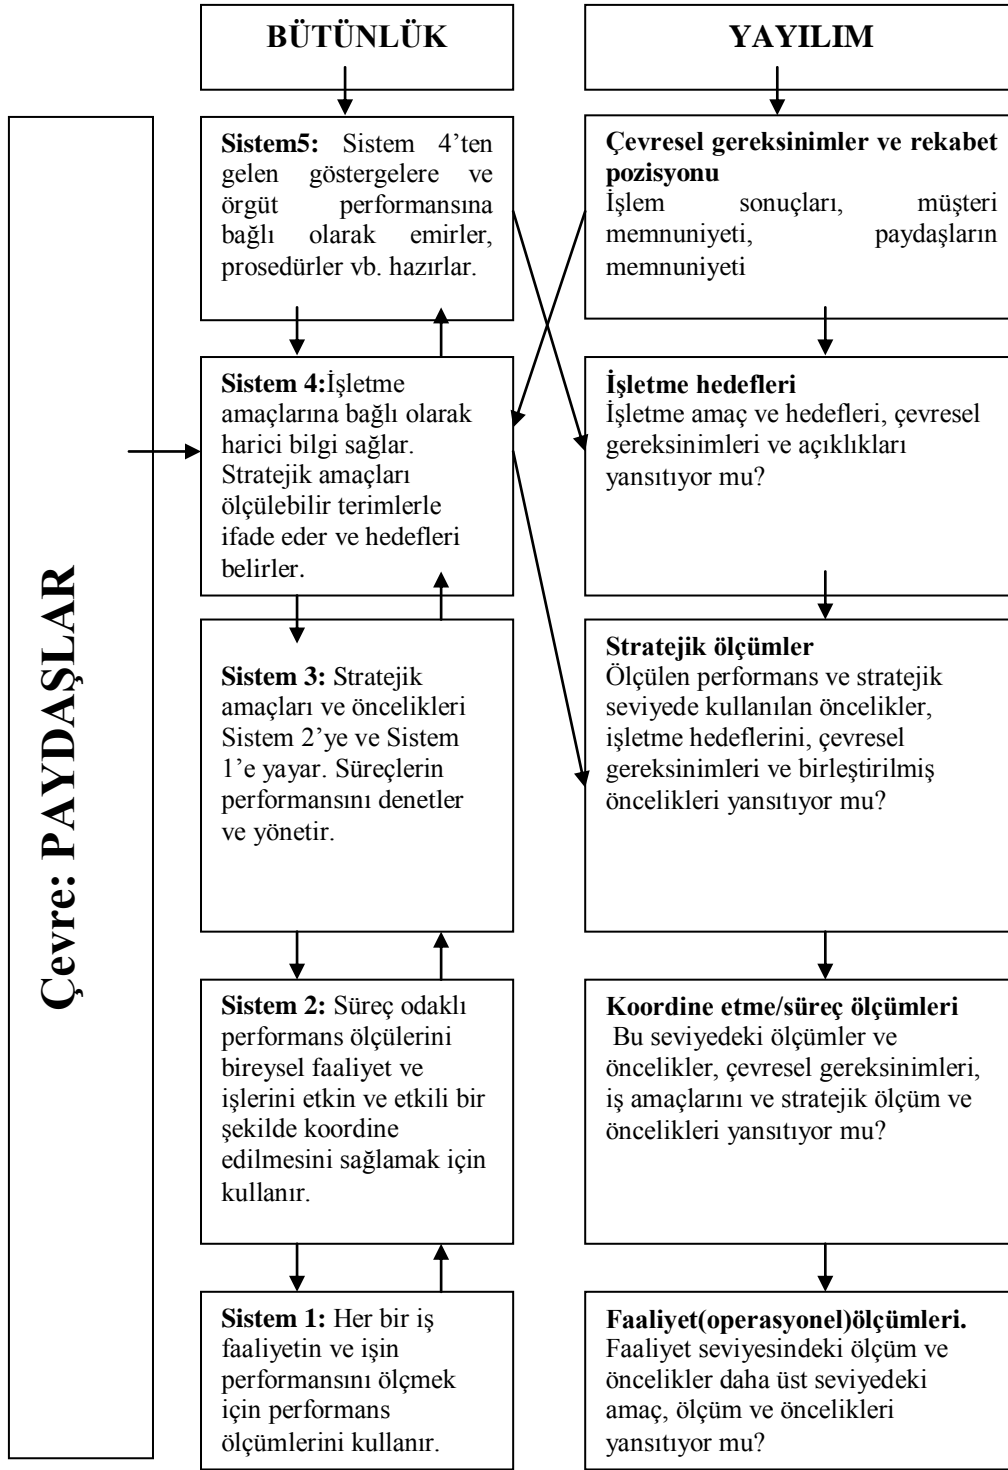 BÜTÜNLÜK
YAYILIM
Çevre: PAYDAŞLAR
Sistem5: Sistem 4’ten
gelen göstergelere ve
örgüt performansına
bağlı olarak emirler,
prosedürler vb. hazırlar.
Çevresel gereksinimler ve rekabet
pozisyonu
İşlem sonuçları, müşteri
memnuniyeti, paydaşların
memnuniyeti
Sistem 4:İşletme
amaçlarına bağlı olarak
harici bilgi sağlar.
Stratejik amaçları
ölçülebilir terimlerle
ifade eder ve hedefleri
belirler.
İşletme hedefleri
İşletme amaç ve hedefleri, çevresel
gereksinimleri ve açıklıkları
yansıtıyor mu?
Sistem 3: Stratejik
amaçları ve öncelikleri
Sistem 2’ye ve Sistem
1’e yayar. Süreçlerin
performansını denetler
ve yönetir.
Stratejik ölçümler
Ölçülen performans ve stratejik
seviyede kullanılan öncelikler,
işletme hedeflerini, çevresel
gereksinimleri ve birleştirilmiş
öncelikleri yansıtıyor mu?
Sistem 2: Süreç odaklı
performans ölçülerini
bireysel faaliyet ve
işlerini etkin ve etkili bir
şekilde koordine
edilmesini sağlamak için
kullanır.
Koordine etme/süreç ölçümleri
Bu seviyedeki ölçümler ve
öncelikler, çevresel gereksinimleri,
iş amaçlarını ve stratejik ölçüm ve
öncelikleri yansıtıyor mu?
Sistem 1: Her bir iş
faaliyetin ve işin
performansını ölçmek
için performans
ölçümlerini kullanır.
Faaliyet(operasyonel)ölçümleri.
Faaliyet seviyesindeki ölçüm ve
öncelikler daha üst seviyedeki
amaç, ölçüm ve öncelikleri
yansıtıyor mu?